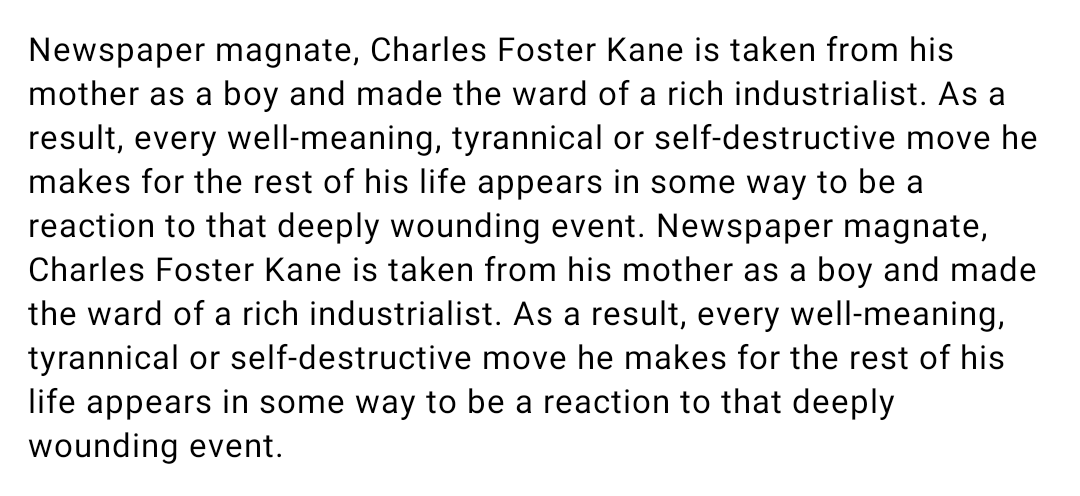 Newspaper magnate, Charles Foster Kane is taken from his
mother as a boy and made the ward of a rich industrialist. As a
result, every well-meaning, tyrannical or self-destructive move he
makes for the rest of his life appears in some way to be a
reaction to that deeply wounding event. Newspaper magnate,
Charles Foster Kane is taken from his mother as a boy and made
the ward of a rich industrialist. As a result, every well-meaning,
tyrannical or self-destructive move he makes for the rest of his
life appears in some way to be a reaction to that deeply
wounding event.